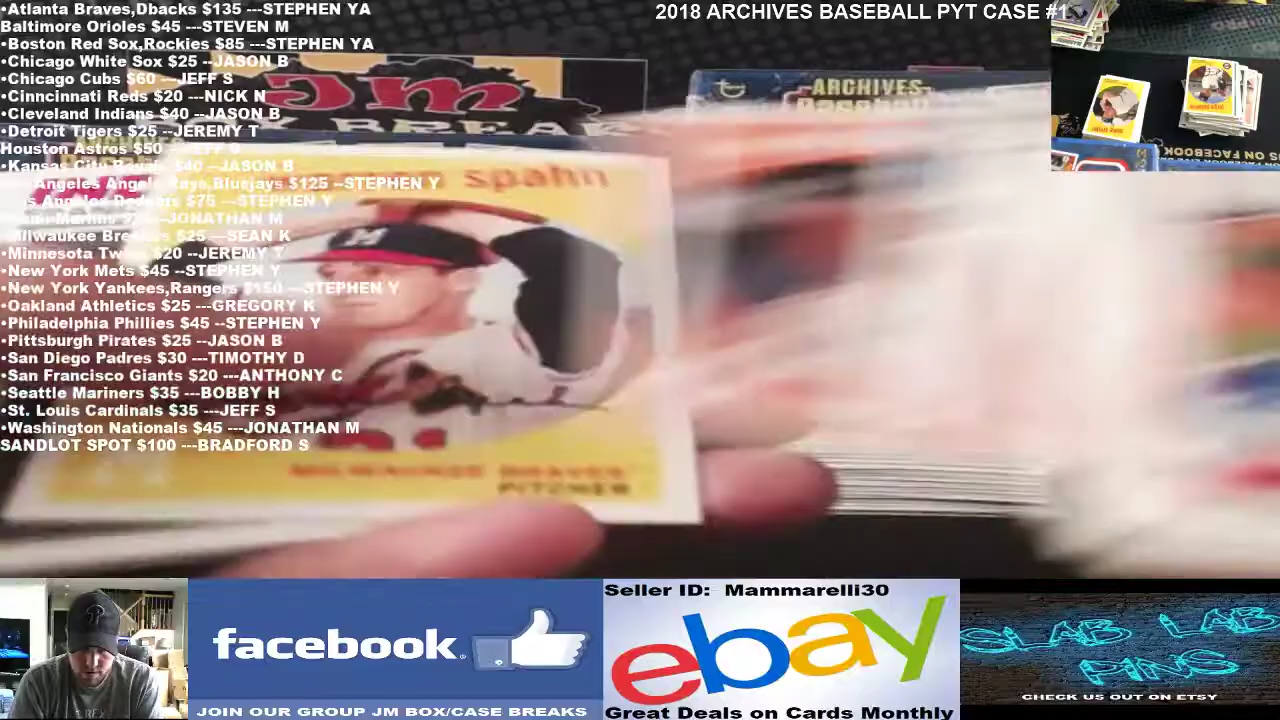 •Atlanta Braves,Dbacks $135 ---STEPHEN YA
Baltimore Orioles $45 ---STEVEN M
•Boston Red Sox,Rockies $85 ---STEPHEN YA
•Chicago White Sox $25 --JASON B
•Chicago Cubs $60 ---JEFF S
•Cinncinnati Reds $20 ---NICK N
•Cleveland Indians $40 --JASON B
•Detroit Tigers $25 --JEREMY T
Houston Astros $50 ---JEFF S
•Kansas City Royals $40 --JASON B
Los Angeles Angels,Rays,Bluejays $125 --STEPHEN Y
Los Angeles Dodgers $75 ---STEPHEN Y
Miami Marlins ---JONATHAN M
•Milwaukee Brewers $25 ---SEAN K
•Minnesota Twins $20 --JEREMY T
•New York Mets $45 --STEPHEN Y
•New York Yankees,Rangers $150 ---STEPHEN Y
•Oakland Athletics $25 ---GREGORY K
•Philadelphia Phillies $45 --STEPHEN Y
•Pittsburgh Pirates $25 --JASON B
•San Diego Padres $30 ---TIMOTHY D
•San Francisco Giants $20 ---ANTHONY C
•Seattle Mariners $35 ---BOBBY H
•St. Louis Cardinals $35 ---JEFF S
•Washington Nationals $45 ---JONATHAN M
SANDLOT SPOT $100 ---BRADFORD S
2018 ARCHIVES BASEBALL PYT CASE #1
jm
BREAK
ARCHIVES
Baseball
spahn
M
MILWAUKEE BRAVES
PITCHER
facebook
JOIN OUR GROUP JM BOX/CASE BREAKS
Seller ID: Mammarelli30
ebay
Great Deals on Cards Monthly
SLAB LAB
PINS
CHECK US OUT ON ETSY